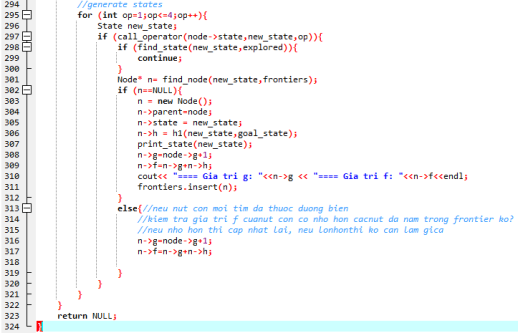 294 //generate states
295 for (int op=1;op<=4;op++){
296 State new_state;
297 if (call_operator(node->state,new_state,op)){
298 if (find_state(new_state,explored)){
299 continue;
300 }
301 Node* n= find_node(new_state,frontiers);
302 if (n==NULL){
303 n = new Node();
304 n->parent=node;
305 n->state = new_state;
306 n->h = h1(new_state,goal_state);
307 print_state(new_state);
308 n->g=node->g+1;
309 n->f=n->g+n->h;
310 cout<< "==== Gia tri g: "<<n->g << "==== Gia tri f: "<<n->f<<endl;
311 frontiers.insert(n);
312 }
313 else{//neu nut con moi tim da thuoc duong bien
314 //kiem tra gia tri f cuanut con co nho hon cacnut da nam trong frontier ko?
315 //neu nho hon thi cap nhat lai, neu lonhonthi ko can lam gica
316 n->g=node->g+1;
317 n->f=n->g+n->h;
318
319 }
320 }
321 }
322 }
323 return NULL;
324 }